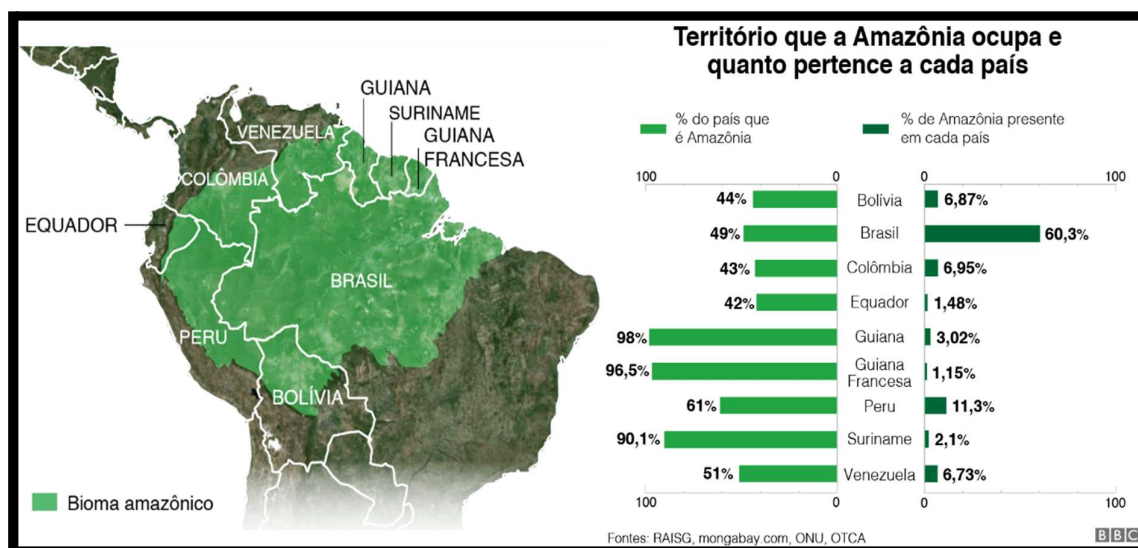 GUIANA
SURINAME
GUIANA
FRANCESA
VENEZUELA
COLÔMBIA
EQUADOR
BRASIL
PERU
BOLÍVIA
Bioma amazônico
Território que a Amazônia ocupa e
quanto pertence a cada país
% do país que
é Amazônia
% de Amazônia presente
em cada país
100 0 0 100
44% Bolívia 6,87%
49% Brasil 60,3%
43% Colômbia 6,95%
42% Equador 1,48%
98% Guiana 3,02%
96,5% Guiana
Francesa 1,15%
61% Peru 11,3%
90,1% Suriname 2,1%
51% Venezuela 6,73%
100 0 0 100
Fontes: RAISG, mongabay.com, ONU, OTCA
BBC